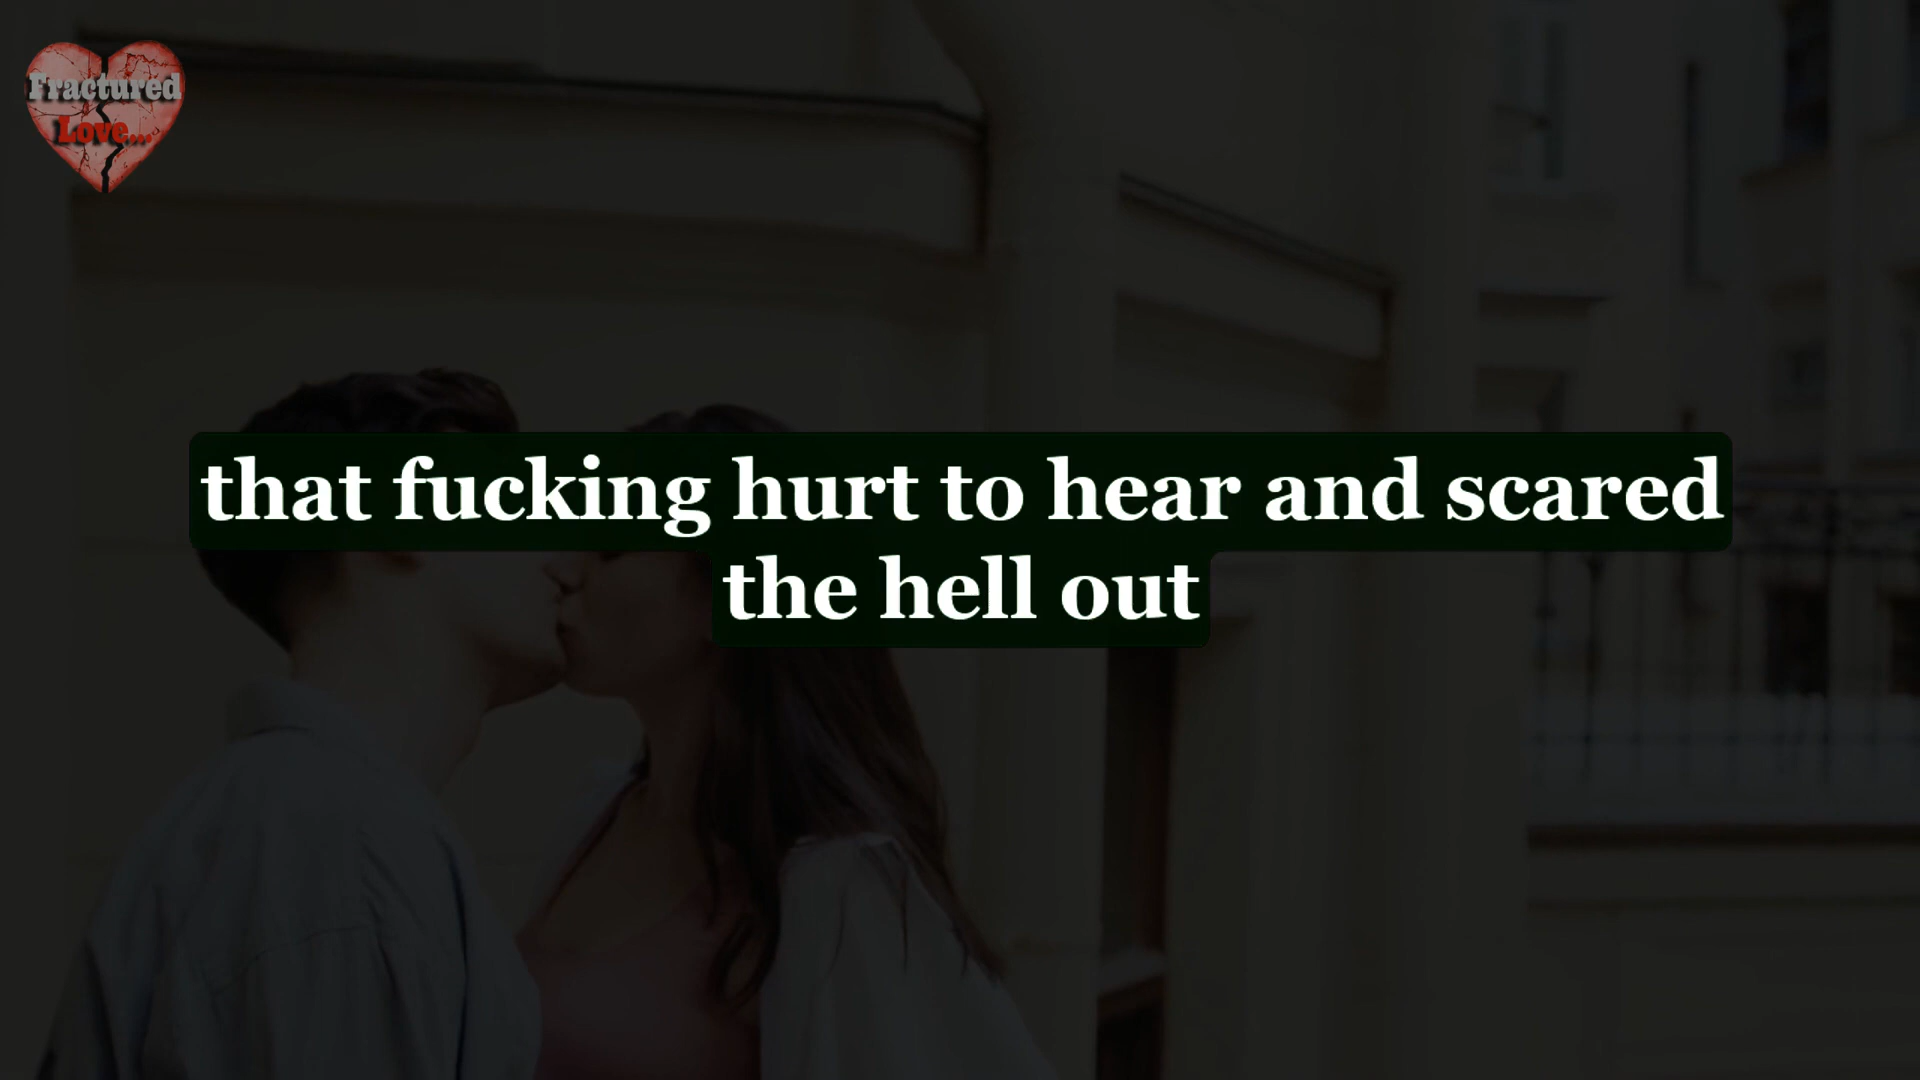 Fractured
Love...
that fucking hurt to hear and scared
the hell out